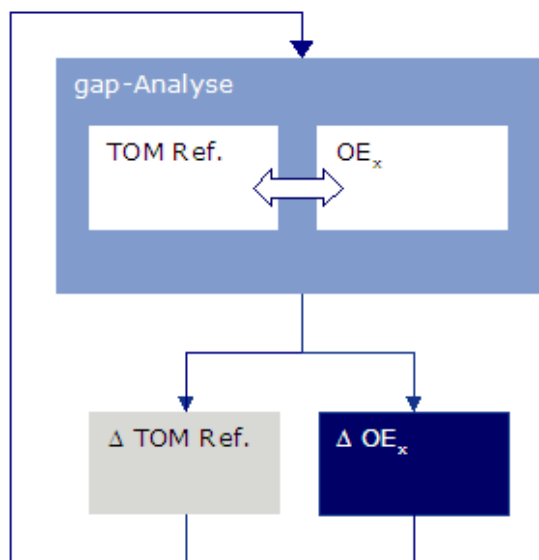 gap-Analyse
TOM Ref.
OEₓ
Δ TOM Ref.
Δ OEₓ